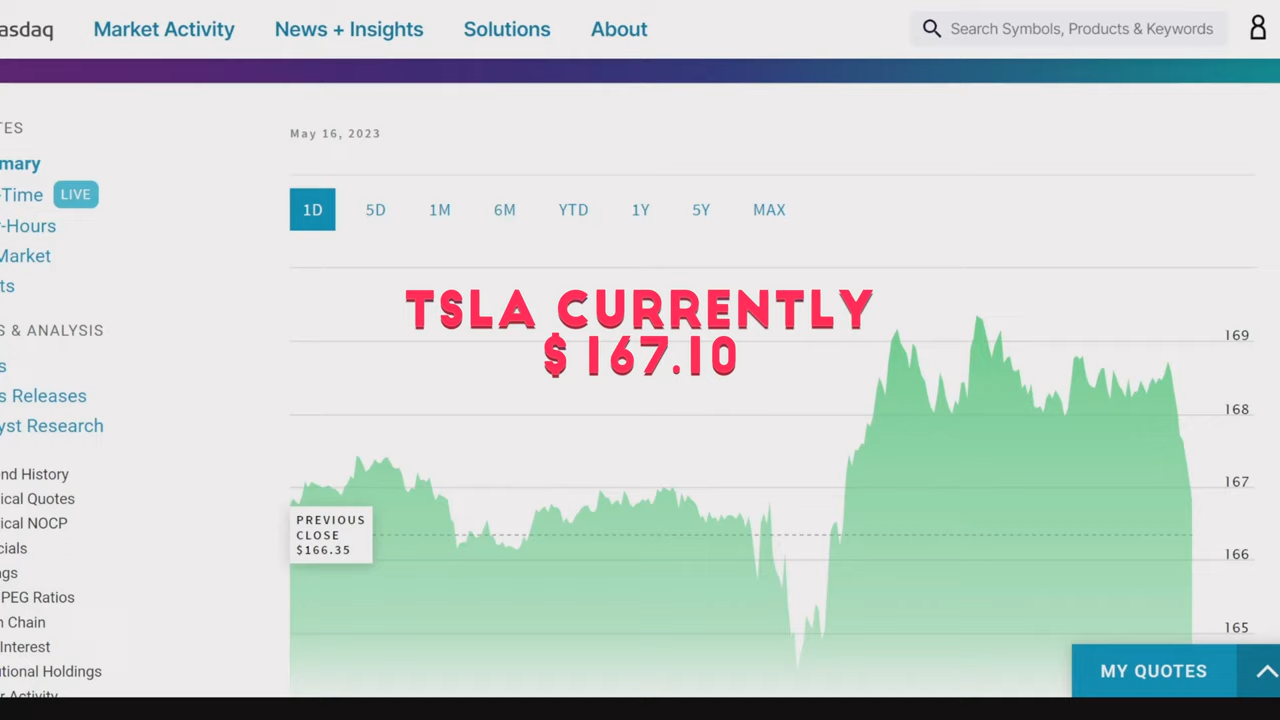 asdaq Market Activity News + Insights Solutions About Search Symbols, Products & Keywords
TES
May 16, 2023
mary
-Time LIVE
1D 5D 1M 6M YTD 1Y 5Y MAX
r-Hours
Market
ts
TSLA CURRENTLY
$ 167.10
S & ANALYSIS
169
s
s Releases
168
yst Research
nd History
167
ical Quotes
ical NOCP
PREVIOUS
CLOSE
$166.35
cials
166
gs
PEG Ratios
n Chain
165
Interest
utional Holdings
MY QUOTES
r Activity